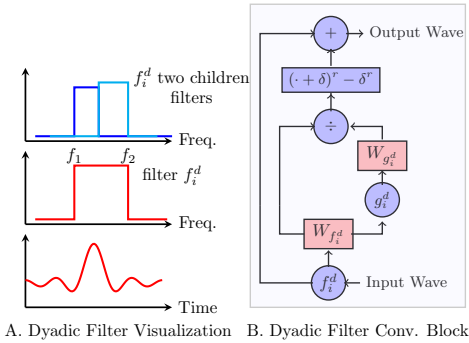 f_i^d two children
filters
Freq.
f_1 f_2
filter f_i^d
Freq.
Time
A. Dyadic Filter Visualization
+
Output Wave
(· + δ)^r − δ^r
÷
W_{g_i^d}
g_i^d
W_{f_i^d}
f_i^d
Input Wave
B. Dyadic Filter Conv. Block